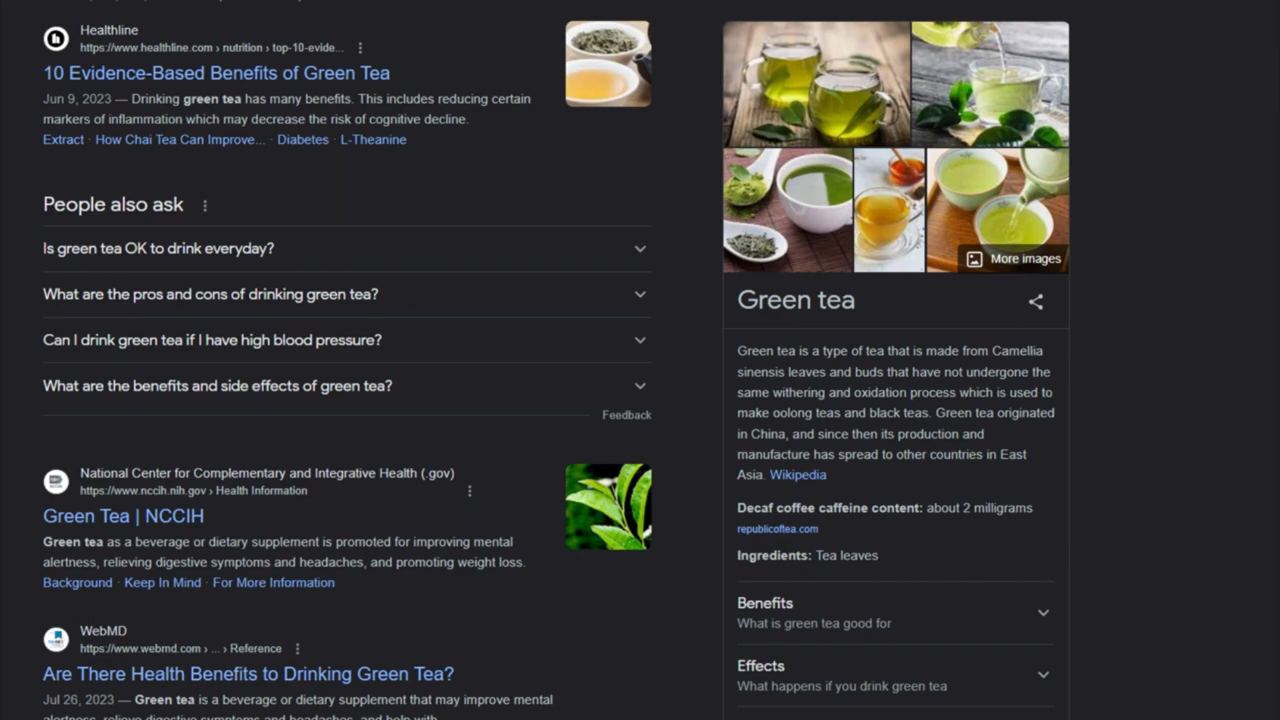 Healthline
https://www.healthline.com › nutrition › top-10-evide...
10 Evidence-Based Benefits of Green Tea
Jun 9, 2023 — Drinking green tea has many benefits. This includes reducing certain
markers of inflammation which may decrease the risk of cognitive decline.
Extract · How Chai Tea Can Improve... · Diabetes · L-Theanine
People also ask
Is green tea OK to drink everyday?
What are the pros and cons of drinking green tea?
Can I drink green tea if I have high blood pressure?
What are the benefits and side effects of green tea?
Feedback
National Center for Complementary and Integrative Health (.gov)
https://www.nccih.nih.gov › Health Information
Green Tea | NCCIH
Green tea as a beverage or dietary supplement is promoted for improving mental
alertness, relieving digestive symptoms and headaches, and promoting weight loss.
Background · Keep In Mind · For More Information
WebMD
https://www.webmd.com › ... › Reference
Are There Health Benefits to Drinking Green Tea?
Jul 26, 2023 — Green tea is a beverage or dietary supplement that may improve mental
alertness, relieve digestive symptoms and headaches, and help with
More images
Green tea
Green tea is a type of tea that is made from Camellia
sinensis leaves and buds that have not undergone the
same withering and oxidation process which is used to
make oolong teas and black teas. Green tea originated
in China, and since then its production and
manufacture has spread to other countries in East
Asia. Wikipedia
Decaf coffee caffeine content: about 2 milligrams
republicoftea.com
Ingredients: Tea leaves
Benefits
What is green tea good for
Effects
What happens if you drink green tea